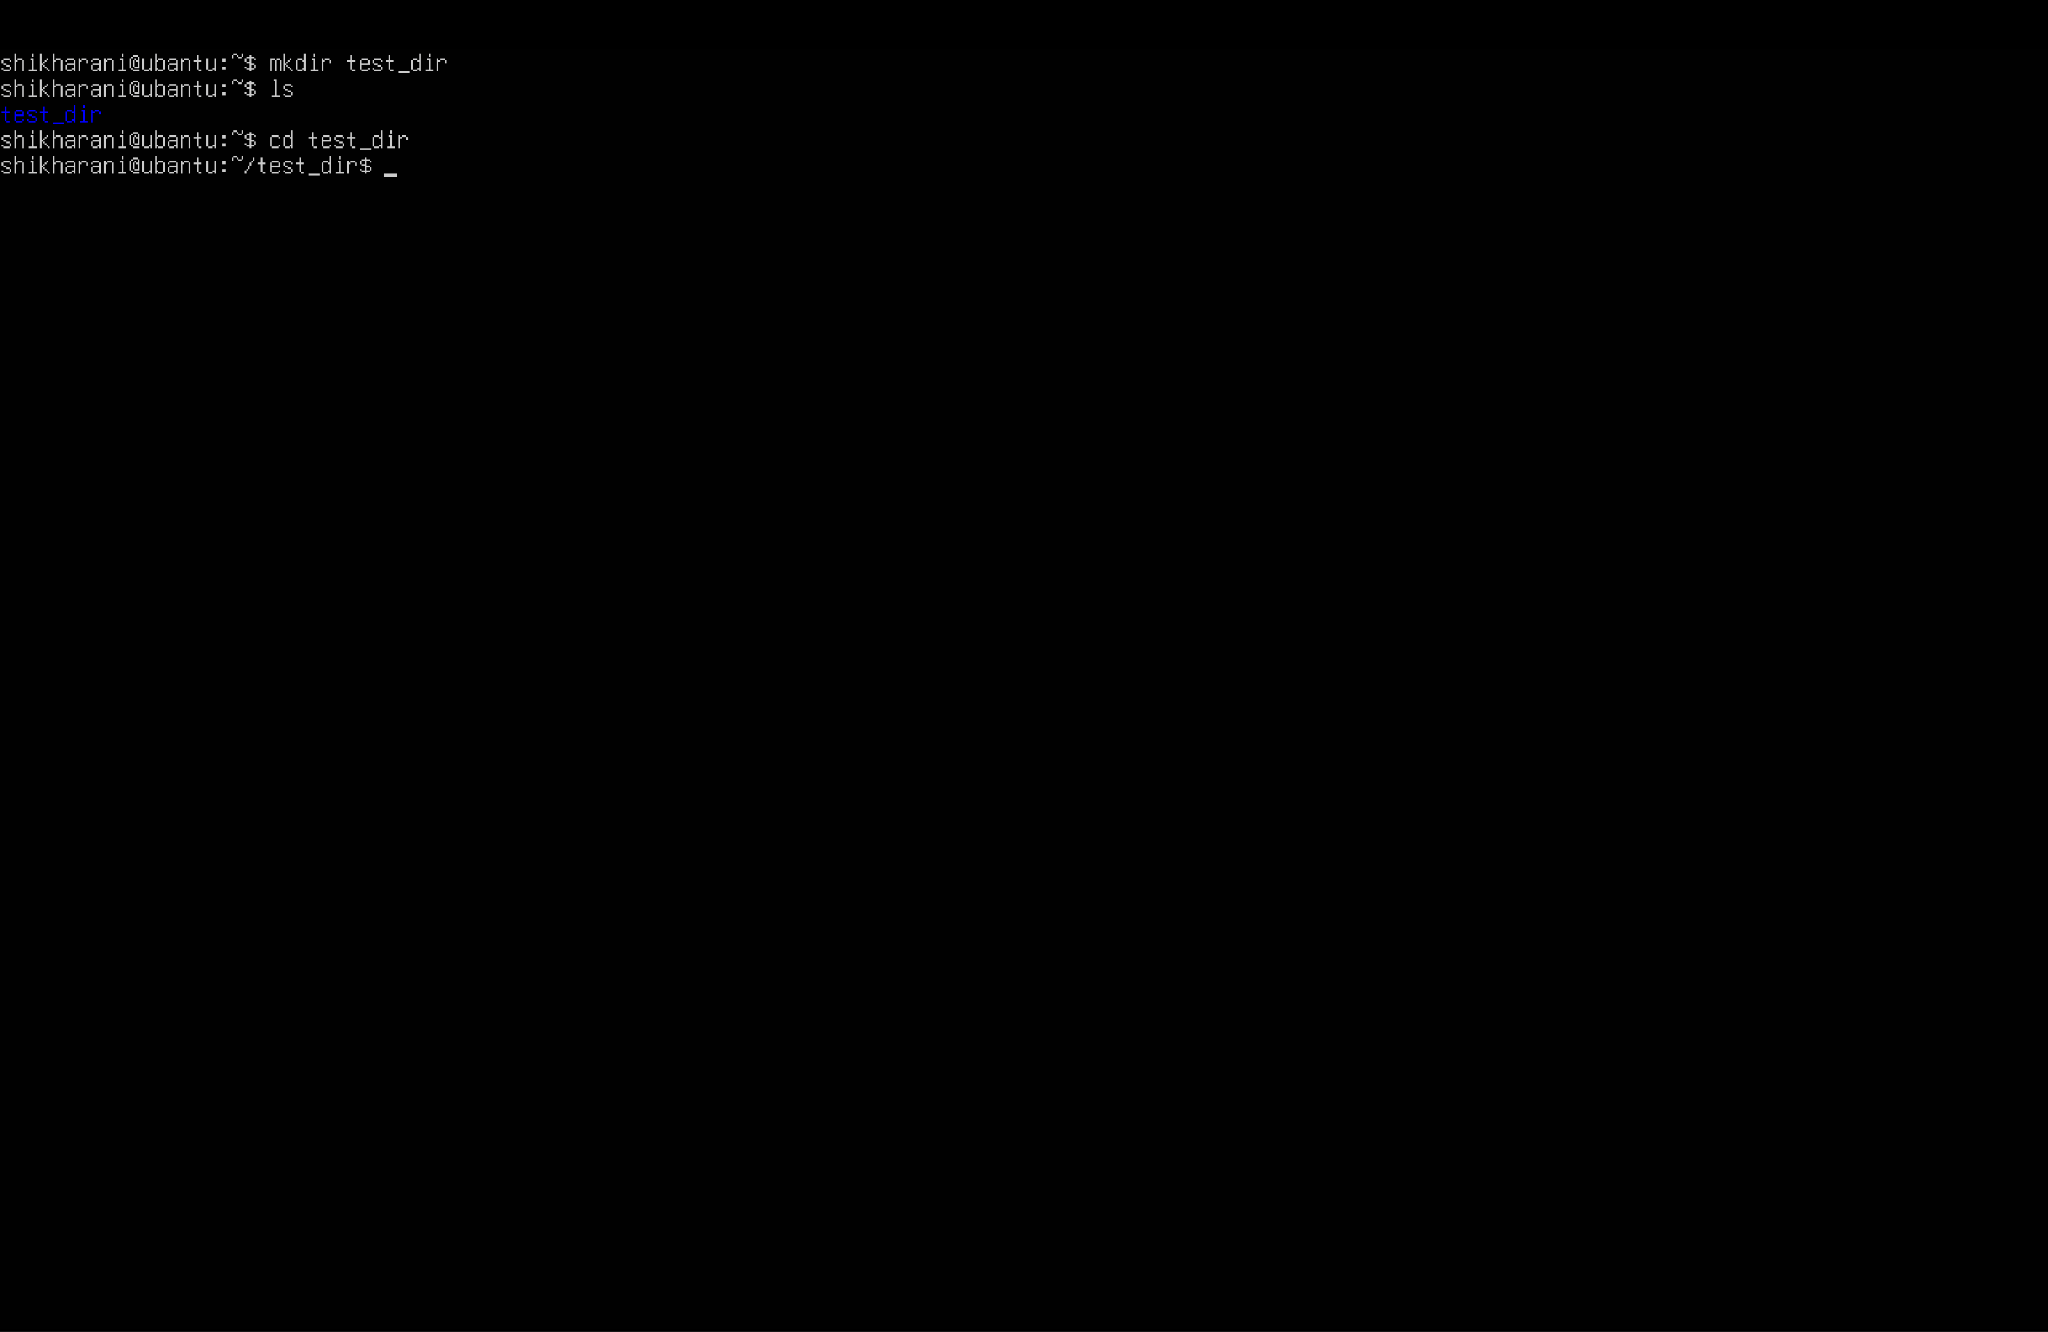 shikharani@ubantu:~$ mkdir test_dir
shikharani@ubantu:~$ ls
test_dir
shikharani@ubantu:~$ cd test_dir
shikharani@ubantu:~/test_dir$ _